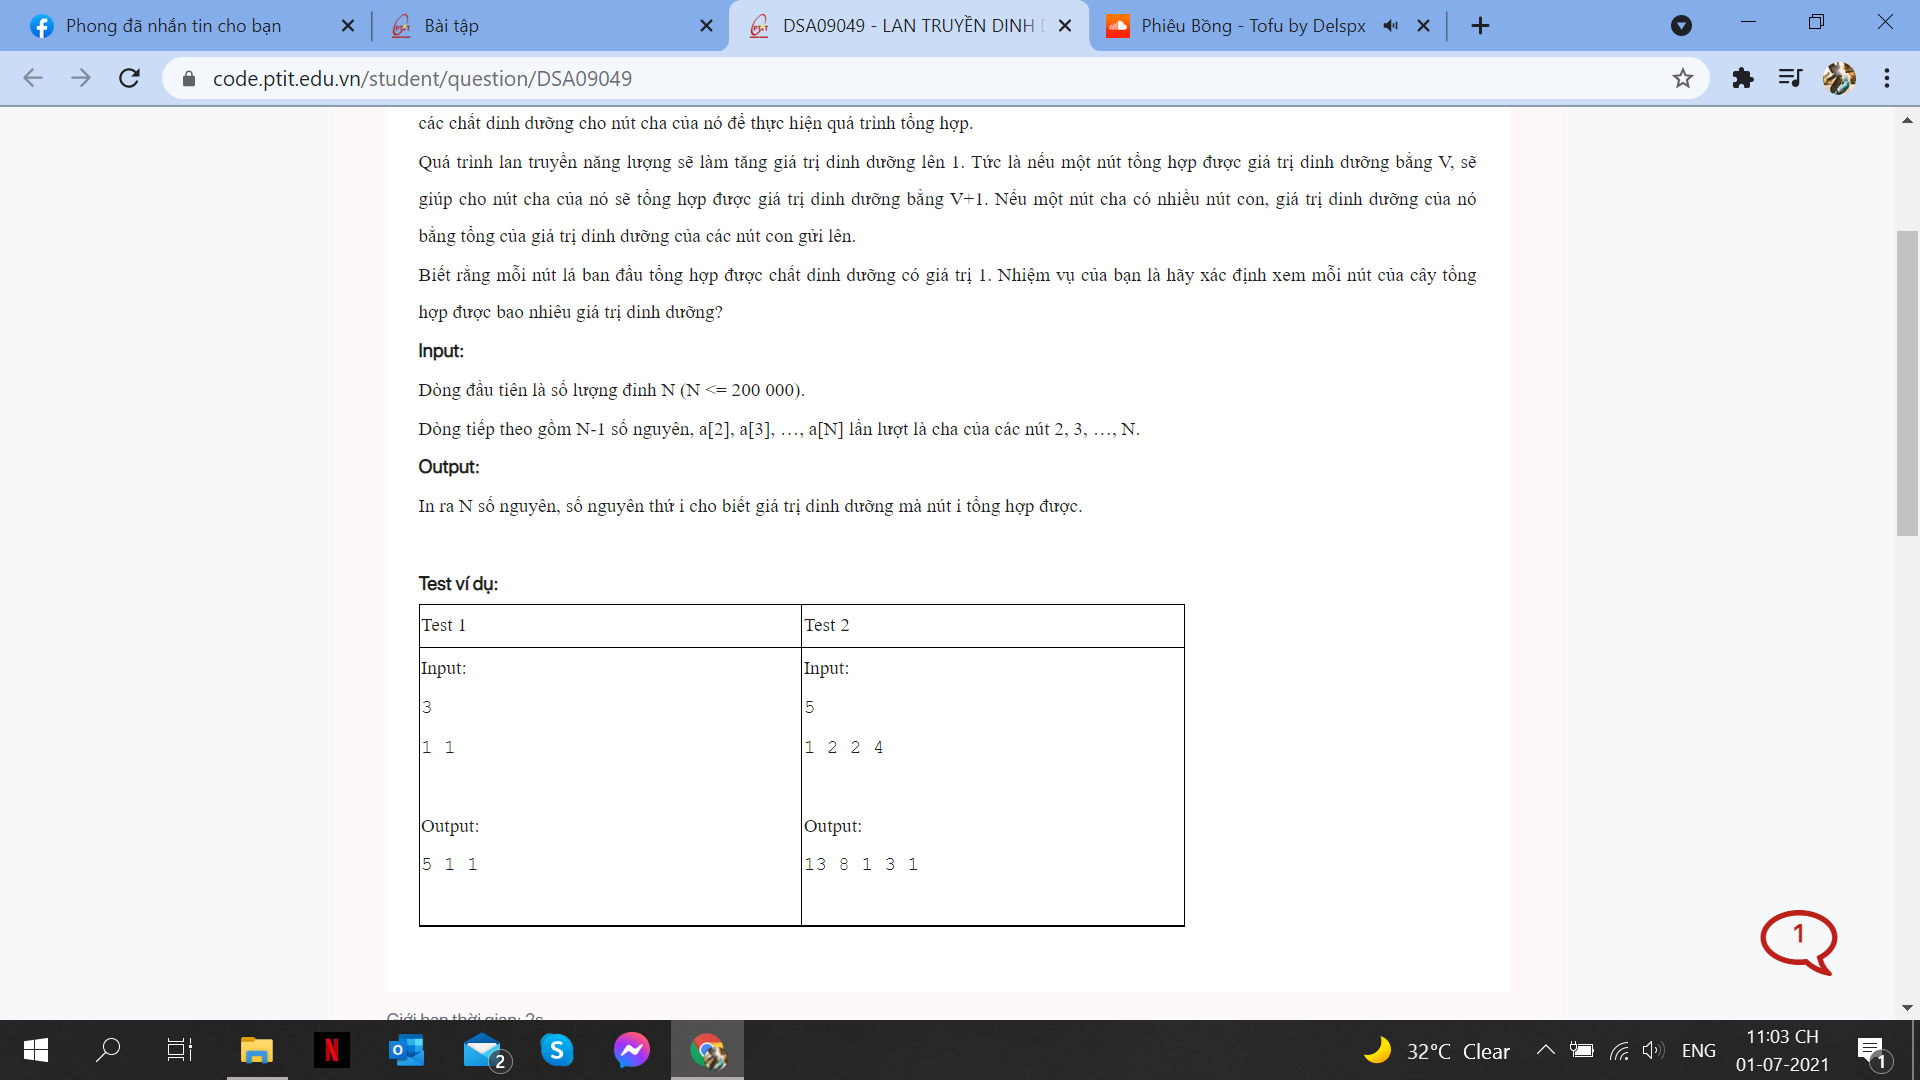 Phong đã nhắn tin cho bạn
Bài tập
DSA09049 - LAN TRUYỀN DINH
Phiêu Bồng - Tofu by Delspx
code.ptit.edu.vn/student/question/DSA09049
các chất dinh dưỡng cho nút cha của nó để thực hiện quá trình tổng hợp.
Quá trình lan truyền năng lượng sẽ làm tăng giá trị dinh dưỡng lên 1. Tức là nếu một nút tổng hợp được giá trị dinh dưỡng bằng V, sẽ
giúp cho nút cha của nó sẽ tổng hợp được giá trị dinh dưỡng bằng V+1. Nếu một nút cha có nhiều nút con, giá trị dinh dưỡng của nó
bằng tổng của giá trị dinh dưỡng của các nút con gửi lên.
Biết rằng mỗi nút lá ban đầu tổng hợp được chất dinh dưỡng có giá trị 1. Nhiệm vụ của bạn là hãy xác định xem mỗi nút của cây tổng
hợp được bao nhiêu giá trị dinh dưỡng?
Input:
Dòng đầu tiên là số lượng đỉnh N (N <= 200 000).
Dòng tiếp theo gồm N-1 số nguyên, a[2], a[3], …, a[N] lần lượt là cha của các nút 2, 3, …, N.
Output:
In ra N số nguyên, số nguyên thứ i cho biết giá trị dinh dưỡng mà nút i tổng hợp được.
Test ví dụ:
Test 1
Test 2
Input:
3
1 1
Output:
5 1 1
Input:
5
1 2 2 4
Output:
13 8 1 3 1
1
Giới hạn thời gian: 2s
2
32°C Clear
ENG
11:03 CH
01-07-2021
1